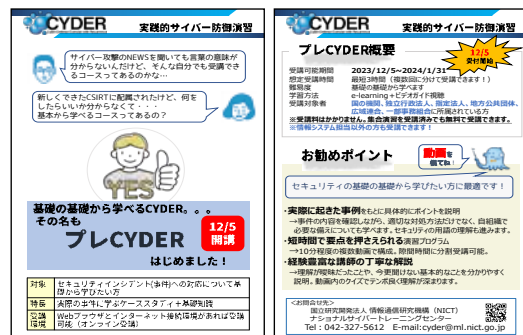 CYDER
実践的サイバー防御演習
サイバー攻撃のNEWSを聞いても言葉の意味が
分からないんだけど、そんな自分でも受講でき
るコースってあるのかな…
新しくできたCSIRTに配属されたけど、何を
したらいいか分からなくて・・・
基本から学べるコースってあるの？
YES
基礎の基礎から学べるCYDER。。。
その名も
プレCYDER
12/5
開講
はじめました！
対象
セキュリティインシデント(事件)への対応について基
礎から学びたい方
特長
実際の事件に学ぶケーススタディ＋基礎知識
受講
環境
Webブラウザとインターネット接続環境があれば受講
可能（オンライン受講）
CYDER
実践的サイバー防御演習
プレCYDER概要
12/5
受付開始
受講可能期間 2023/12/5~2024/1/31
想定受講時間 最短3時間（複数回に分けて受講できます！）
難易度 基礎の基礎から学べます
学習方法 e-learning＋ビデオガイド視聴
受講対象者 国の機関、独立行政法人、指定法人、地方公共団体、
広域連合、一部事務組合に所属されている方
※受講料はかかりません。集合演習を受講済みでも無料で受講できます。
※情報システム担当以外の方も受講できます！
お勧めポイント
動画を
観てね！
セキュリティの基礎の基礎から学びたい方に最適です！
・実際に起きた事例をもとに具体的にポイントを説明
→事件の内容を確認しながら、適切な対処方法だけでなく、自組織で
必要な備えについても学べます。セキュリティの用語の理解も進みます。
・短時間で要点を押さえられる演習プログラム
→10分程度の複数動画で構成。隙間時間に分割受講可能。
・経験豊富な講師の丁寧な解説
→理解が曖昧だったことや、今更聞けない基本的なことを分かりやすく
説明。動画内のクイズでテンポ良く理解が深まります。
<お問合せ先>
国立研究開発法人 情報通信研究機構（NICT）
ナショナルサイバートレーニングセンター
Tel：042-327-5612 E-mail:cyder@ml.nict.go.jp